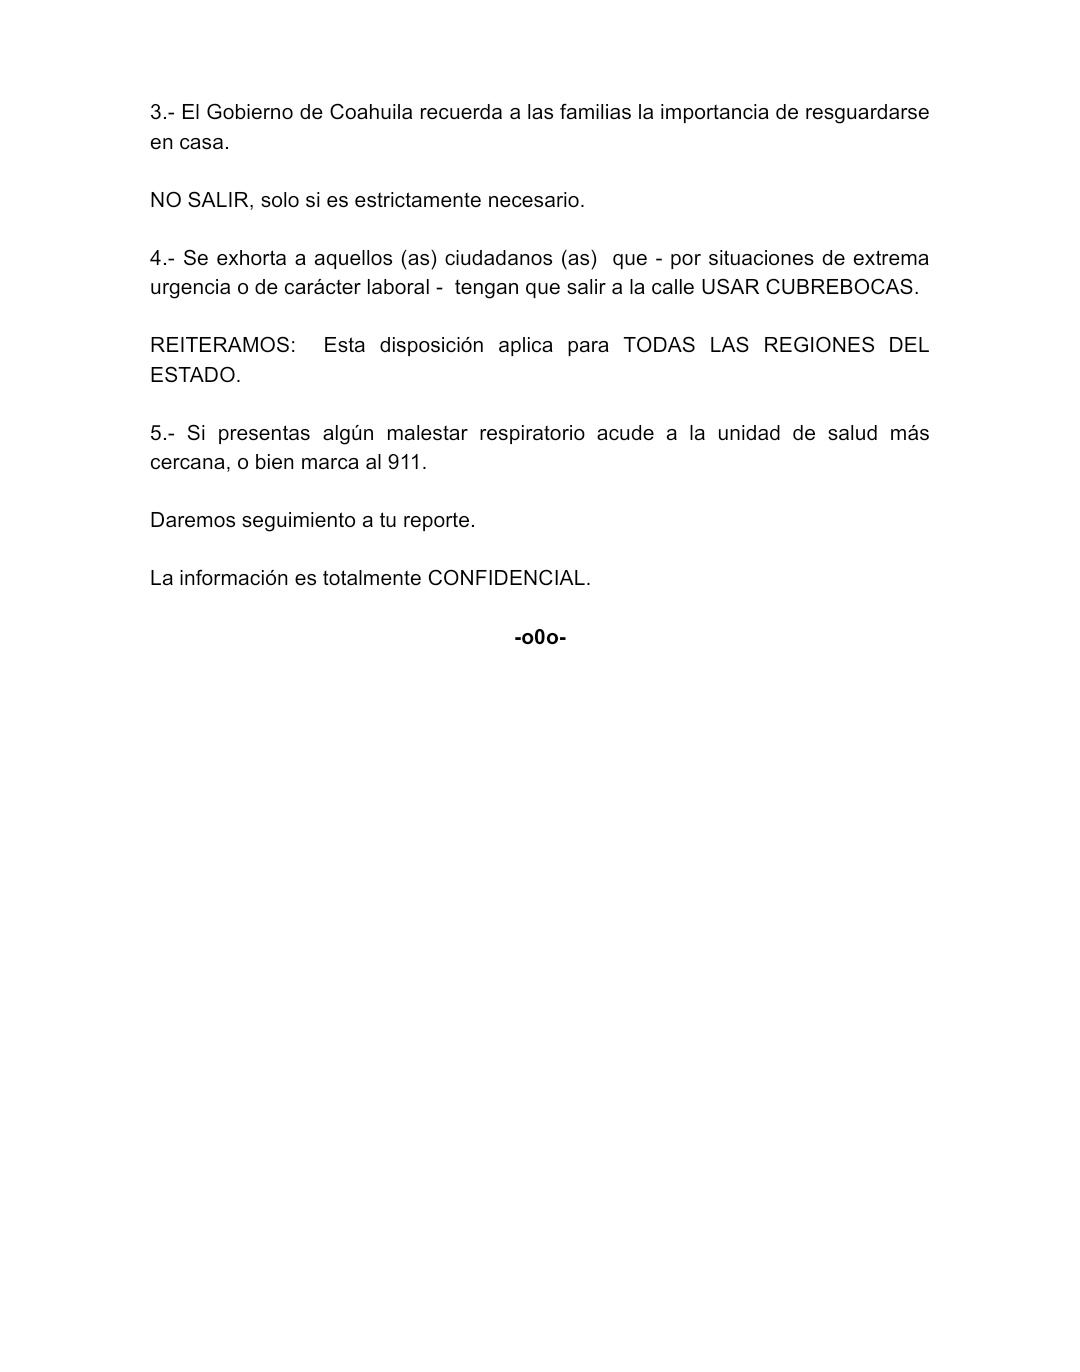 3.- El Gobierno de Coahuila recuerda a las familias la importancia de resguardarse
en casa.
NO SALIR, solo si es estrictamente necesario.
4.- Se exhorta a aquellos (as) ciudadanos (as)  que - por situaciones de extrema
urgencia o de carácter laboral -  tengan que salir a la calle USAR CUBREBOCAS.
REITERAMOS:  Esta disposición aplica para TODAS LAS REGIONES DEL
ESTADO.
5.- Si presentas algún malestar respiratorio acude a la unidad de salud más
cercana, o bien marca al 911.
Daremos seguimiento a tu reporte.
La información es totalmente CONFIDENCIAL.
-o0o-